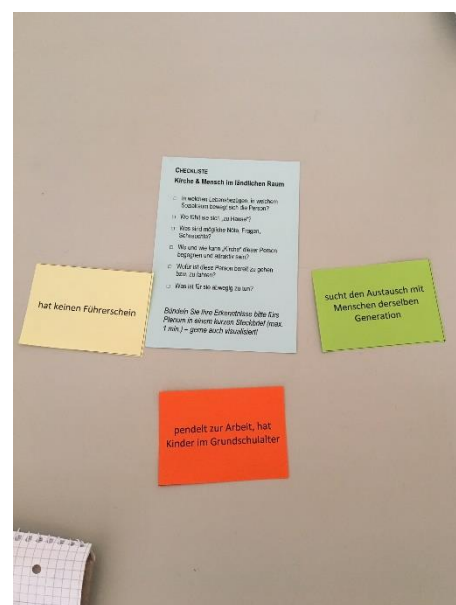 CHECKLISTE
Kirche & Mensch im ländlichen Raum
In welchen Lebensbezügen, in welchem
Sozialraum bewegt sich die Person?
Wo fühlt sie sich „zu Hause“?
Was sind mögliche Nöte, Fragen,
Sehnsüchte?
Wo und wie kann „Kirche“ dieser Person
begegnen und attraktiv sein?
Wofür ist diese Person bereit zu gehen
bzw. zu fahren?
Was ist für sie abwegig zu tun?
Bündeln Sie Ihre Erkenntnisse bitte fürs
Plenum in einem kurzen Steckbrief (max.
1 min.) – gerne auch visualisiert!
hat keinen Führerschein
sucht den Austausch mit
Menschen derselben
Generation
pendelt zur Arbeit, hat
Kinder im Grundschulalter